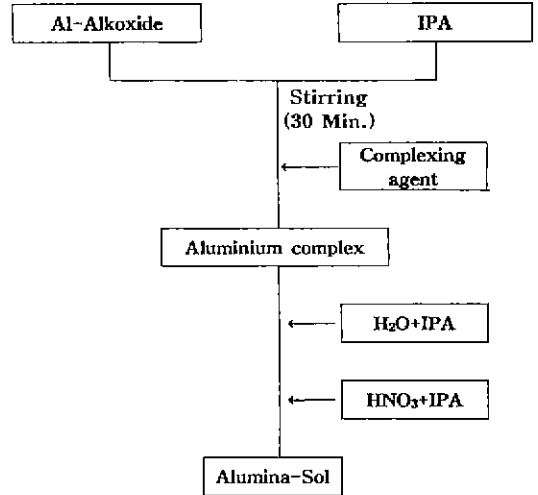 Al-Alkoxide
IPA
Stirring
(30 Min.)
Complexing
agent
Aluminium complex
H₂O+IPA
HNO₃+IPA
Alumina-Sol